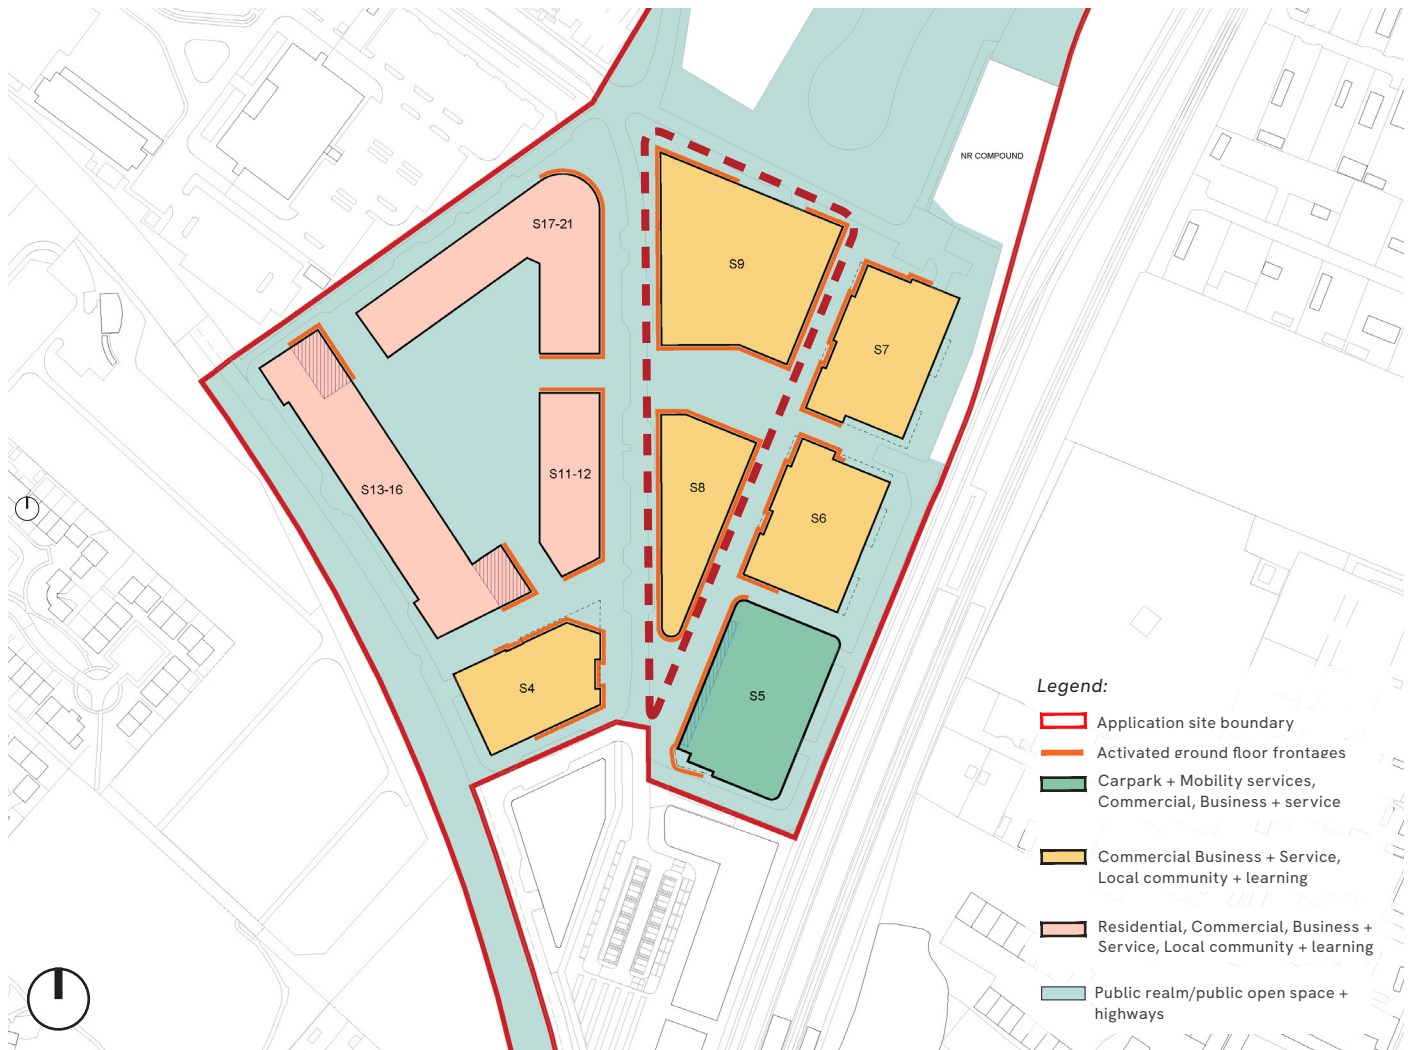 NR COMPOUND
S17-21
S9
S7
S13-16
S11-12
S8
S6
S4
S5
Legend:
Application site boundary
Activated ground floor frontages
Carpark + Mobility services,
Commercial, Business + service
Commercial Business + Service,
Local community + learning
Residential, Commercial, Business +
Service, Local community + learning
Public realm/public open space +
highways